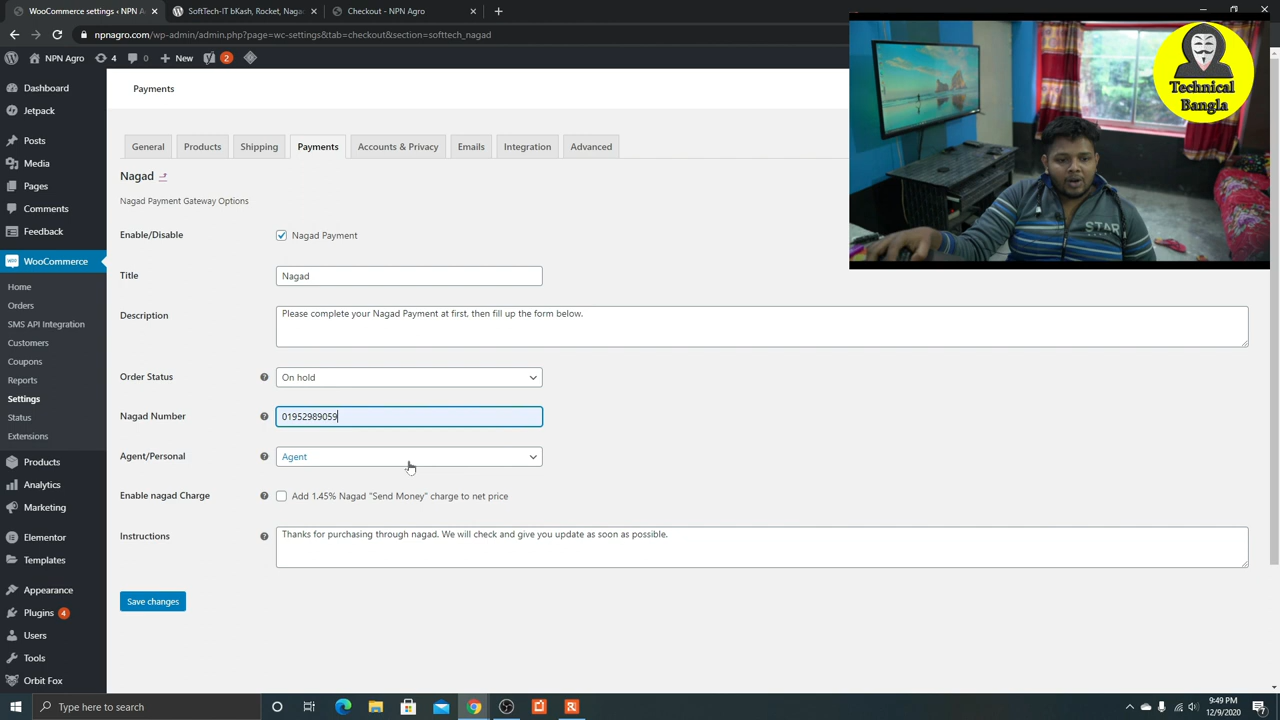 SoftTech-IT bKash, Rocket, Naga
Checkout - NPN Agro
npnagro.com/wp-admin/admin.php?page=wc-settings&tab=checkout&section=softtech_na
NPN Agro
4
0
New
2
Technical
Bangla
Dashboard
Jetpack
Posts
Media
Pages
Comments
Feedback
WooCommerce
Home
Orders
SMS API Integration
Customers
Coupons
Reports
Settings
Status
Extensions
Products
Analytics
Marketing
Elementor
Templates
Appearance
Plugins 4
Users
Tools
Orbit Fox
Payments
General
Products
Shipping
Payments
Accounts & Privacy
Emails
Integration
Advanced
Nagad
Nagad Payment Gateway Options
Enable/Disable
Nagad Payment
Title
Nagad
Description
Please complete your Nagad Payment at first, then fill up the form below.
Order Status
On hold
Nagad Number
01952989059
Agent/Personal
Agent
Enable nagad Charge
Add 1.45% Nagad "Send Money" charge to net price
Instructions
Thanks for purchasing through nagad. We will check and give you update as soon as possible.
Save changes
STAR
Type here to search
9:49 PM
12/9/2020
7